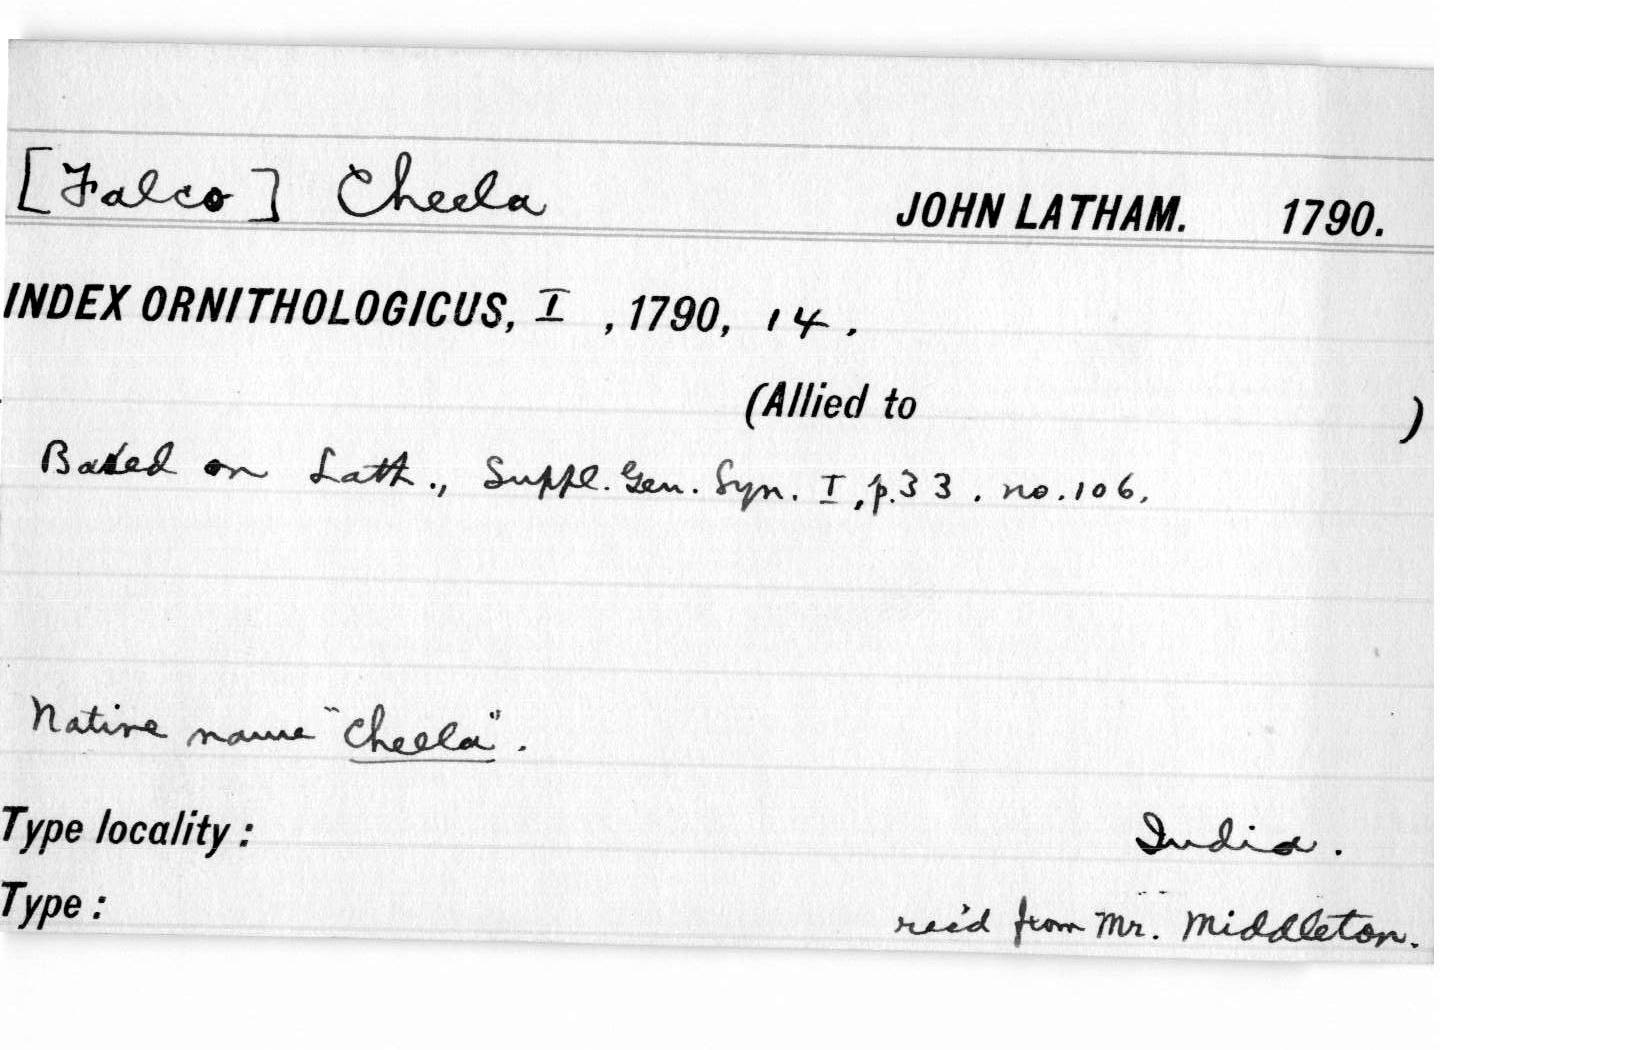 [Falco] Cheela JOHN LATHAM. 1790.
INDEX ORNITHOLOGICUS, I , 1790, 14.
(Allied to )
Based on Lath., Suppl. Gen. Syn. I, p.33. no.106.
Native name "Cheela".
Type locality: India.
Type: rec'd from Mr. Middleton.